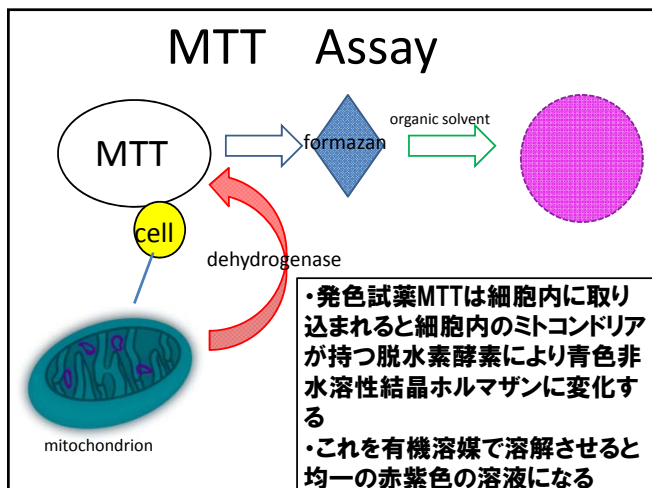 MTT Assay
MTT
formazan
organic solvent
cell
dehydrogenase
mitochondrion
・発色試薬MTTは細胞内に取り
込まれると細胞内のミトコンドリア
が持つ脱水素酵素により青色非
水溶性結晶ホルマザンに変化す
る
・これを有機溶媒で溶解させると
均一の赤紫色の溶液になる